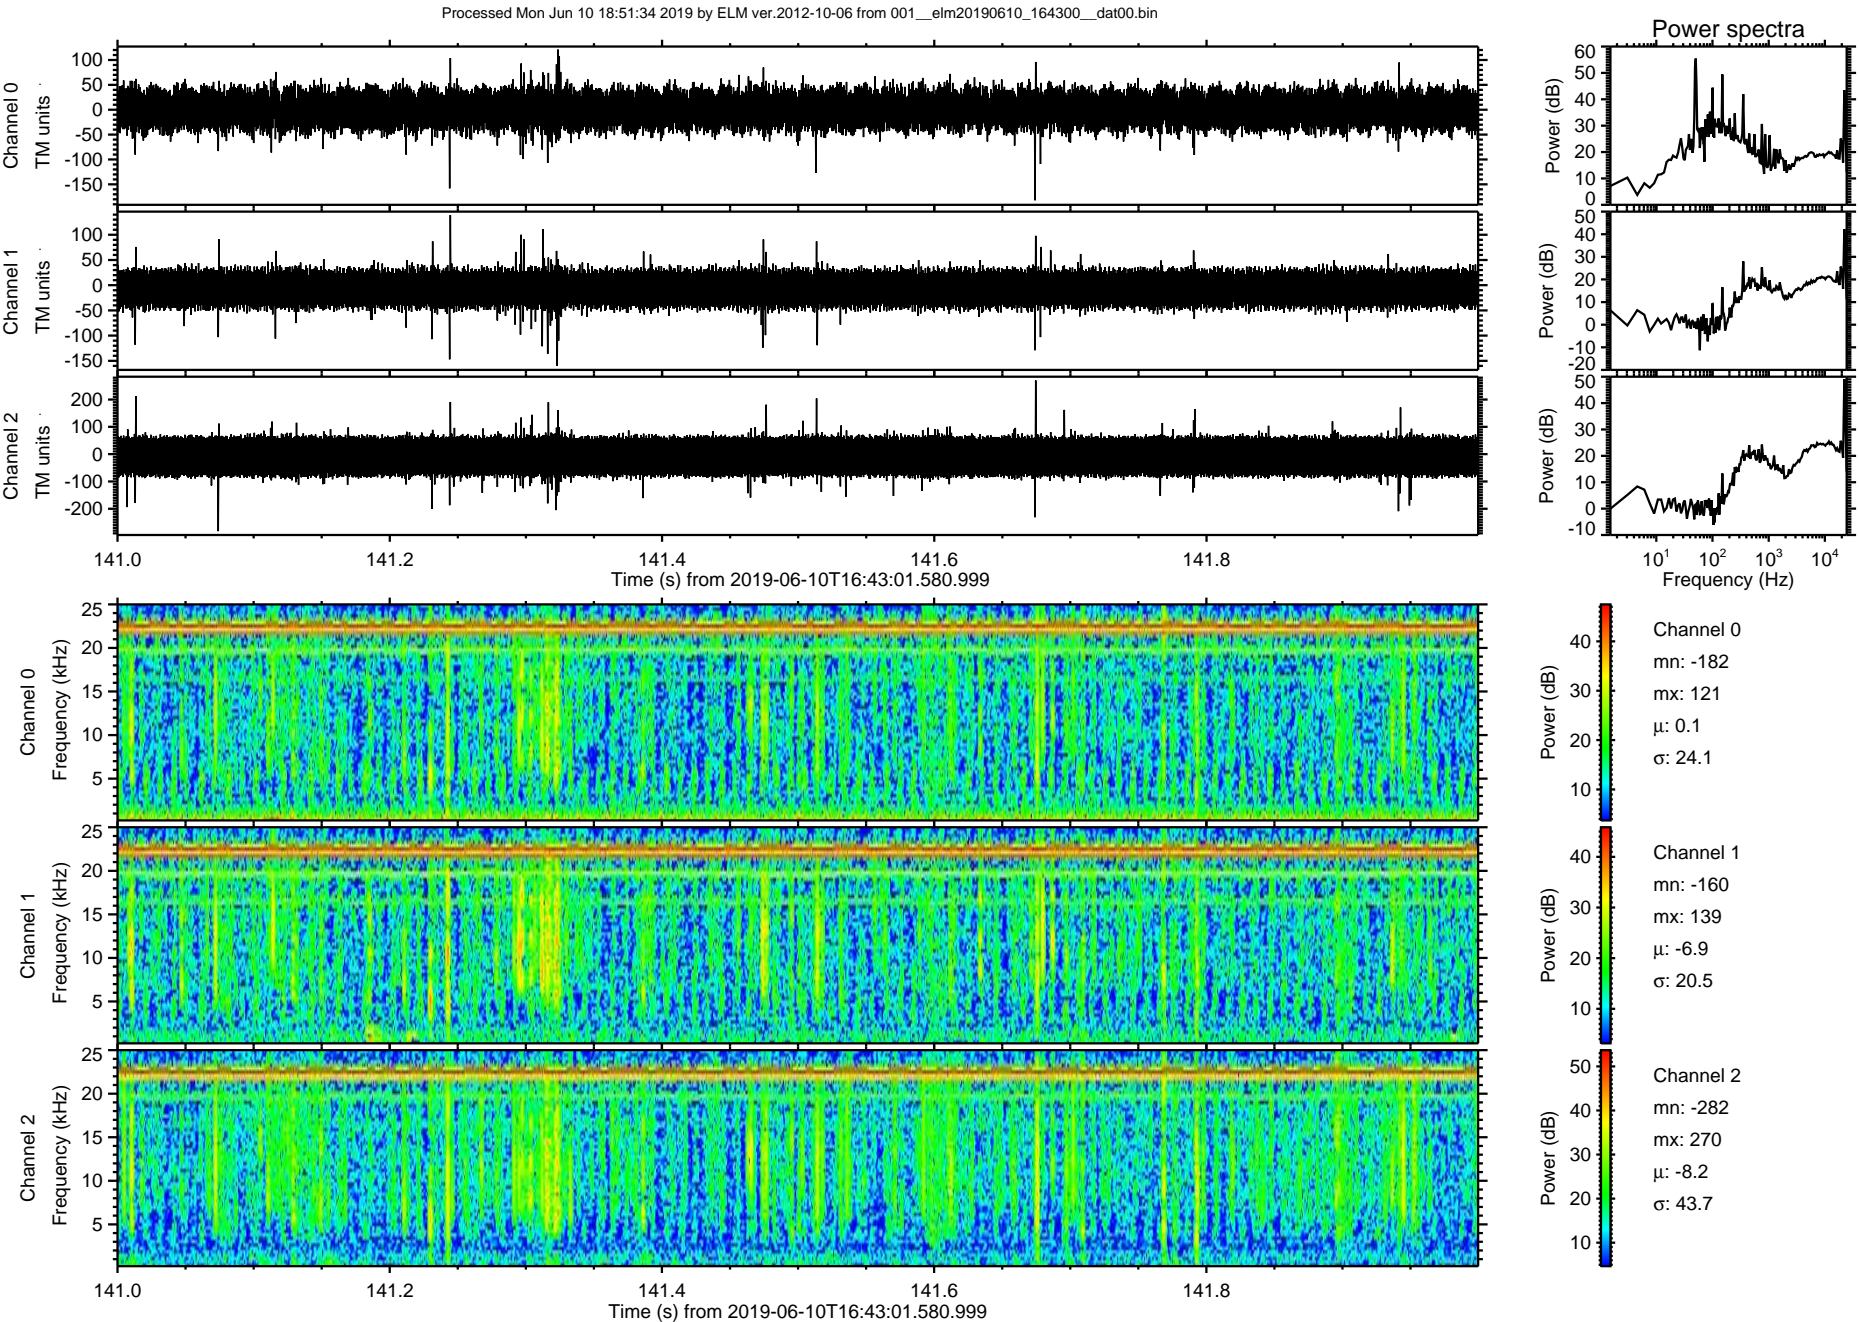 Processed Mon Jun 10 18:51:34 2019 by ELM ver.2012-10-06 from 001__elm20190610_164300__dat00.bin
Power spectra
Channel 0
TM units
100
50
0
-50
-100
-150
Power (dB)
60
50
40
30
20
10
0
Channel 1
TM units
100
50
0
-50
-100
-150
Power (dB)
50
40
30
20
10
0
-10
-20
Channel 2
TM units
200
100
0
-100
-200
Power (dB)
50
40
30
20
10
0
-10
141.0 141.2 141.4 141.6 141.8
Time (s) from 2019-06-10T16:43:01.580.999
10^1 10^2 10^3 10^4
Frequency (Hz)
Channel 0
Frequency (kHz)
25
20
15
10
5
Power (dB)
40
30
20
10
Channel 0
mn: -182
mx: 121
μ: 0.1
σ: 24.1
Channel 1
Frequency (kHz)
25
20
15
10
5
Power (dB)
40
30
20
10
Channel 1
mn: -160
mx: 139
μ: -6.9
σ: 20.5
Channel 2
Frequency (kHz)
25
20
15
10
5
Power (dB)
50
40
30
20
10
Channel 2
mn: -282
mx: 270
μ: -8.2
σ: 43.7
141.0 141.2 141.4 141.6 141.8
Time (s) from 2019-06-10T16:43:01.580.999